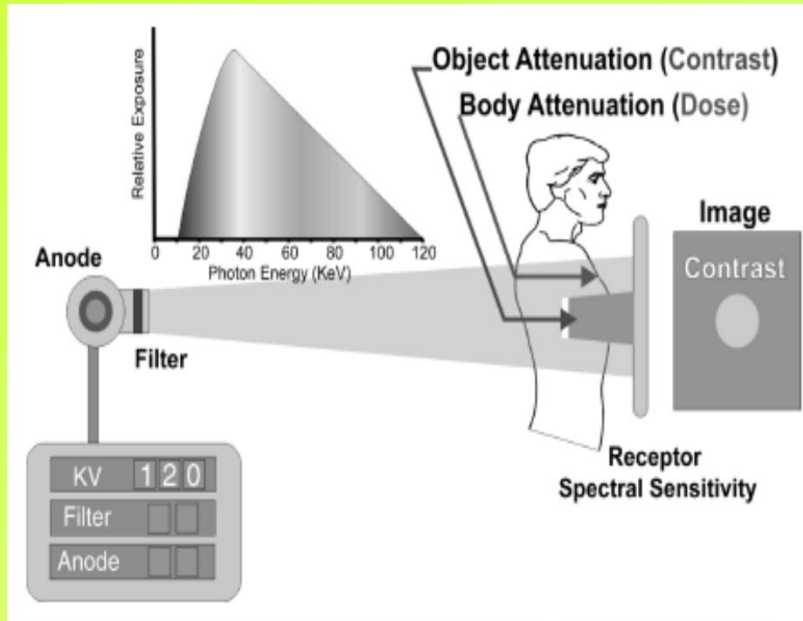 Object Attenuation (Contrast)
Body Attenuation (Dose)
Relative Exposure
0 20 40 60 80 100 120
Photon Energy (KeV)
Image
Contrast
Anode
Filter
Receptor
Spectral Sensitivity
KV 1 2 0
Filter
Anode